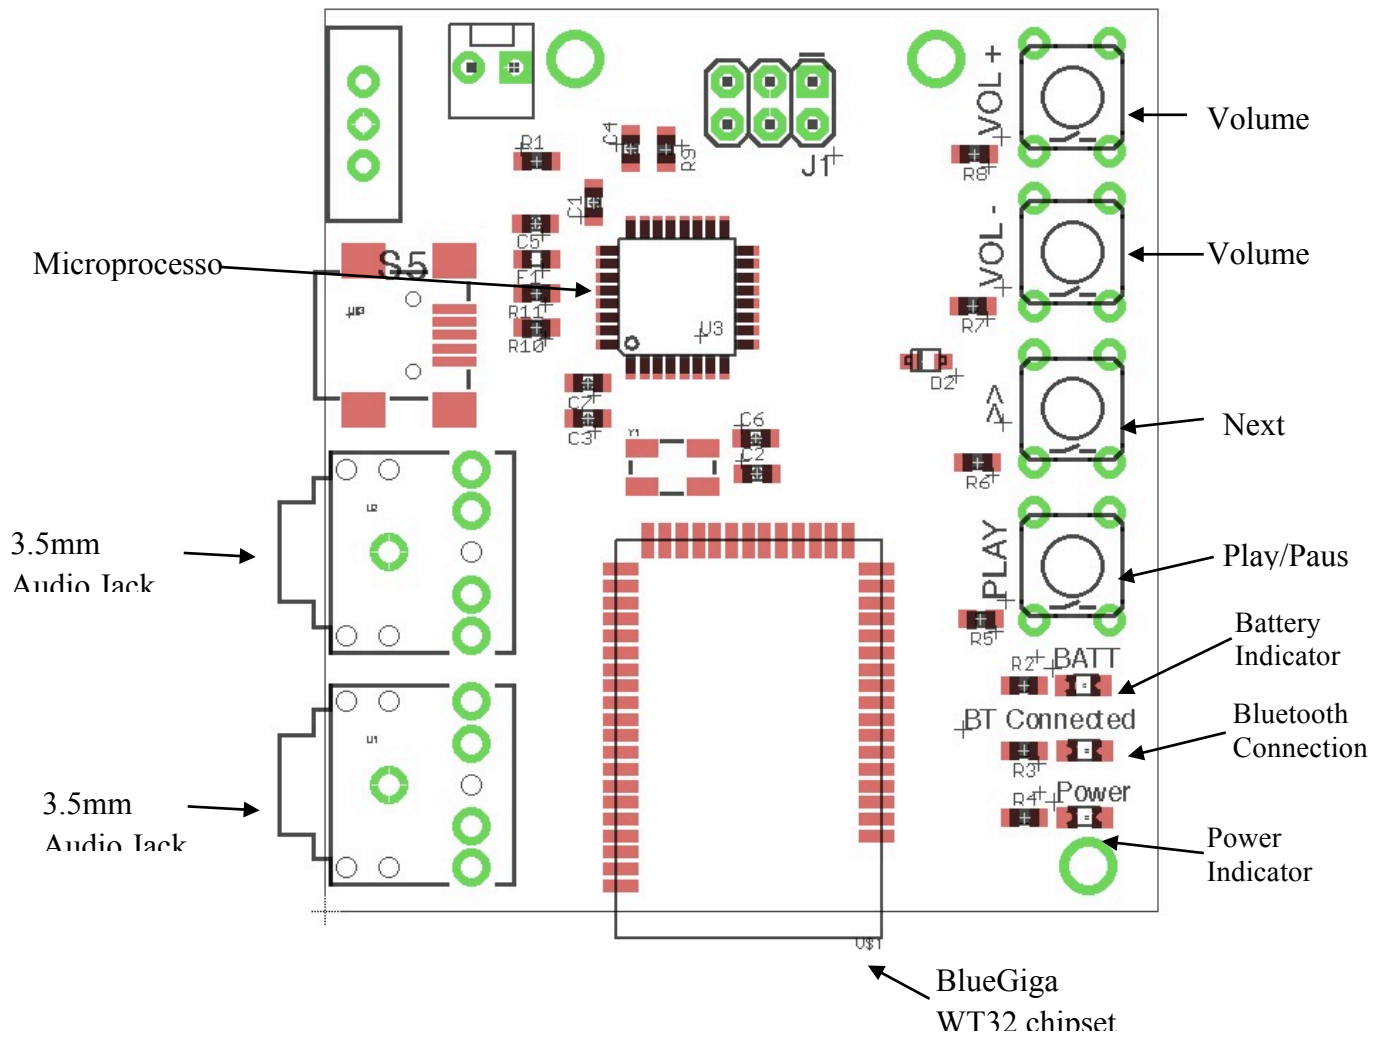 VOL +
Volume
R1
C4
R9
J1
R8
C1
VOL -
Volume
C5
S5
Microprocesso
F1
R11
U3
R10
R7
D2
C7
>>
Next
C3
Y1
C6
C2
R6
U2
3.5mm
Audio Jack
PLAY
Play/Paus
R5
Battery
Indicator
R2
BATT
BT Connected
Bluetooth
Connection
R3
U1
3.5mm
Audio Jack
R4
Power
Power
Indicator
U$1
BlueGiga
WT32 chipset